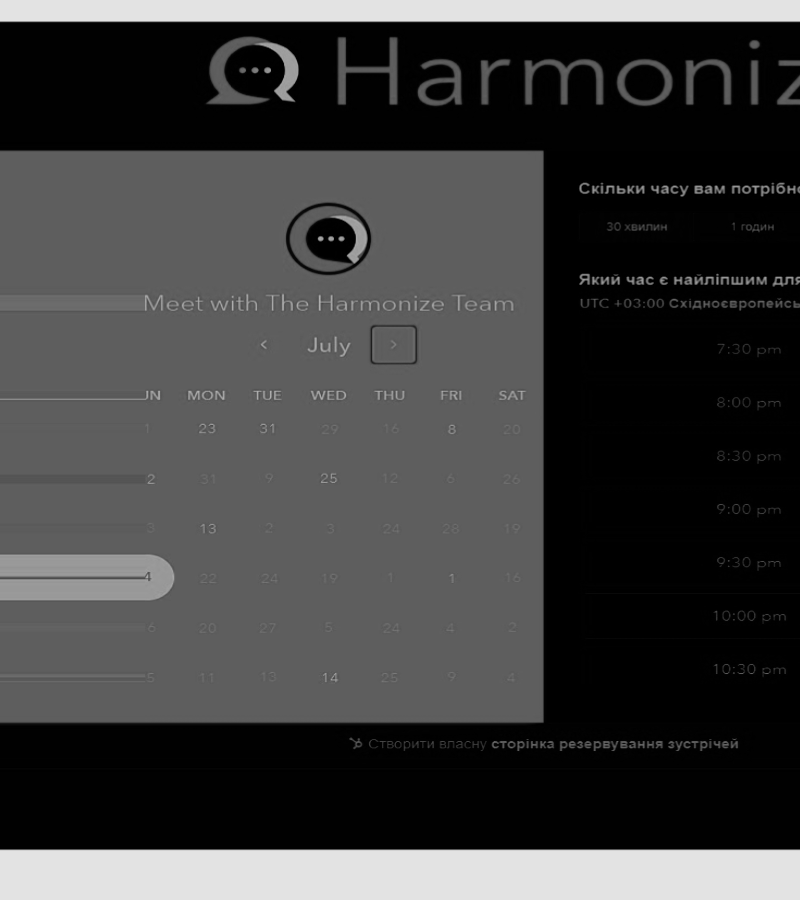 Harmoniz
Meet with The Harmonize Team
July
UN MON TUE WED THU FRI SAT
1 23 31 29 16 8 20
2 31 9 25 12 6 26
3 13 2 3 24 28 19
4 22 24 19 1 1 16
6 20 27 5 24 4 2
5 11 13 14 25 9 4
Скільки часу вам потрібно
30 хвилин 1 годин
Який час є найліпшим для
UTC +03:00 Східноєвропейсь
7:30 pm
8:00 pm
8:30 pm
9:00 pm
9:30 pm
10:00 pm
10:30 pm
Створити власну сторінка резервування зустрічей